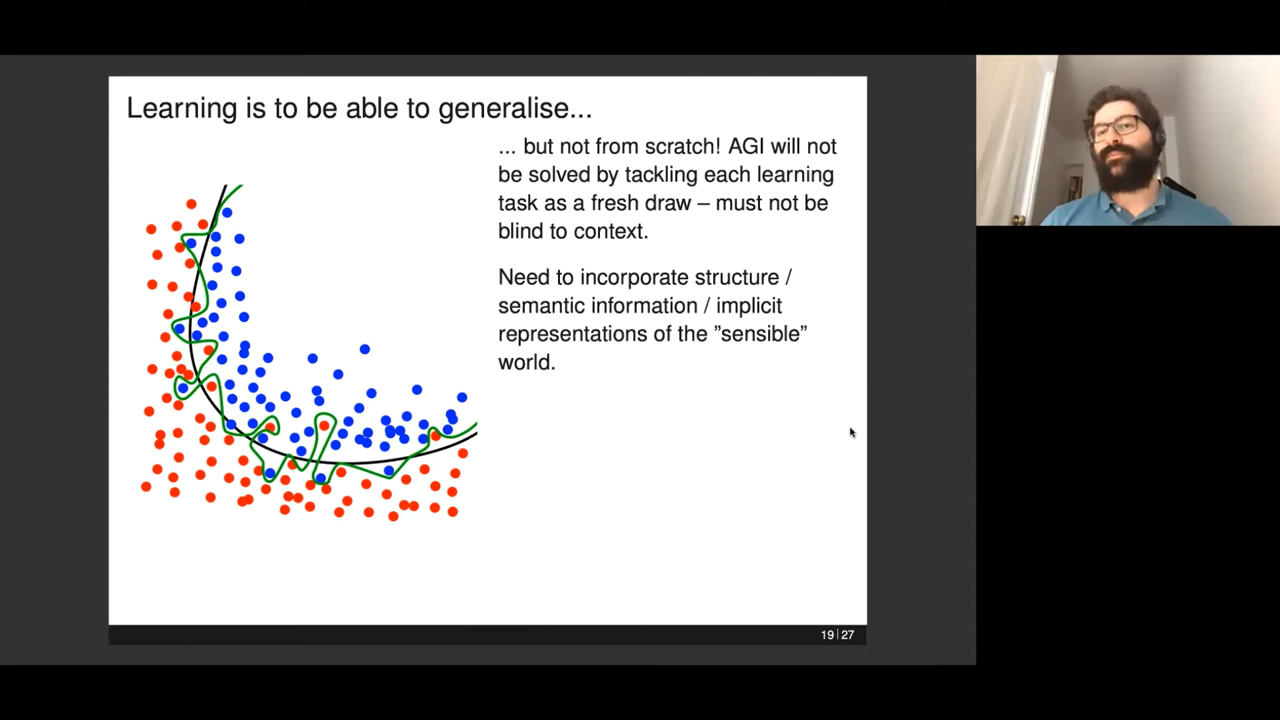 Learning is to be able to generalise...
... but not from scratch! AGI will not
be solved by tackling each learning
task as a fresh draw – must not be
blind to context.
Need to incorporate structure /
semantic information / implicit
representations of the ”sensible”
world.
19 | 27